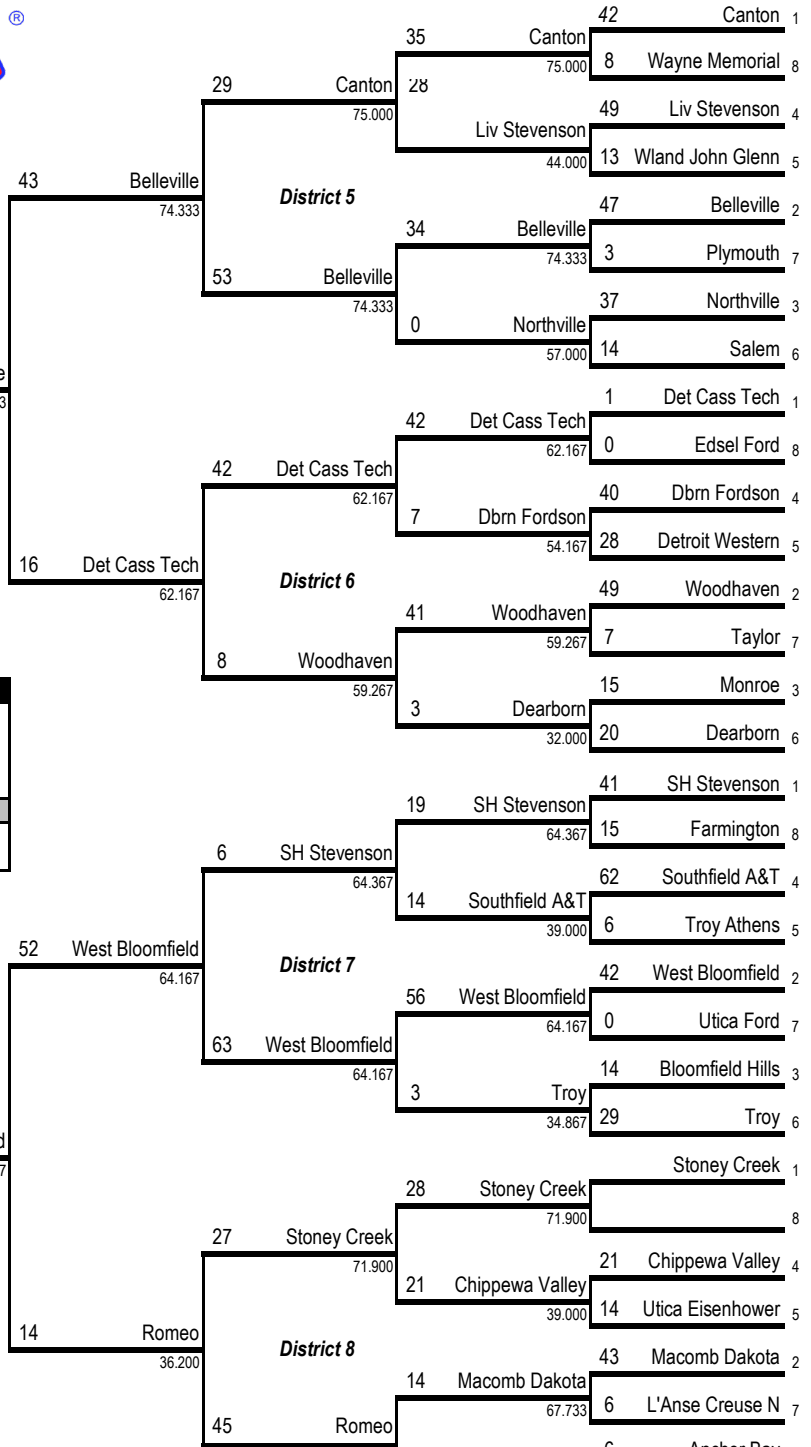 ®
42 Canton 1
35 Canton
75.000 8 Wayne Memorial 8
29 Canton 28
75.000
49 Liv Stevenson 4
Liv Stevenson
44.000 13 Wland John Glenn 5
43 Belleville
74.333
District 5
47 Belleville 2
34 Belleville
74.333 3 Plymouth 7
53 Belleville
74.333
37 Northville 3
0 Northville
57.000 14 Salem 6
e
3
1 Det Cass Tech 1
42 Det Cass Tech
62.167 0 Edsel Ford 8
42 Det Cass Tech
62.167
40 Dbrn Fordson 4
7 Dbrn Fordson
54.167 28 Detroit Western 5
16 Det Cass Tech
62.167
District 6
49 Woodhaven 2
41 Woodhaven
59.267 7 Taylor 7
8 Woodhaven
59.267
15 Monroe 3
3 Dearborn
32.000 20 Dearborn 6
41 SH Stevenson 1
19 SH Stevenson
64.367 15 Farmington 8
6 SH Stevenson
64.367
62 Southfield A&T 4
14 Southfield A&T
39.000 6 Troy Athens 5
52 West Bloomfield
64.167
District 7
42 West Bloomfield 2
56 West Bloomfield
64.167 0 Utica Ford 7
63 West Bloomfield
64.167
14 Bloomfield Hills 3
3 Troy
34.867 29 Troy 6
d
7
Stoney Creek 1
28 Stoney Creek
71.900 8
27 Stoney Creek
71.900
21 Chippewa Valley 4
21 Chippewa Valley
39.000 14 Utica Eisenhower 5
14 Romeo
36.200
District 8
43 Macomb Dakota 2
14 Macomb Dakota
67.733 6 L'Anse Creuse N 7
45 Romeo
6 Anchor Bay